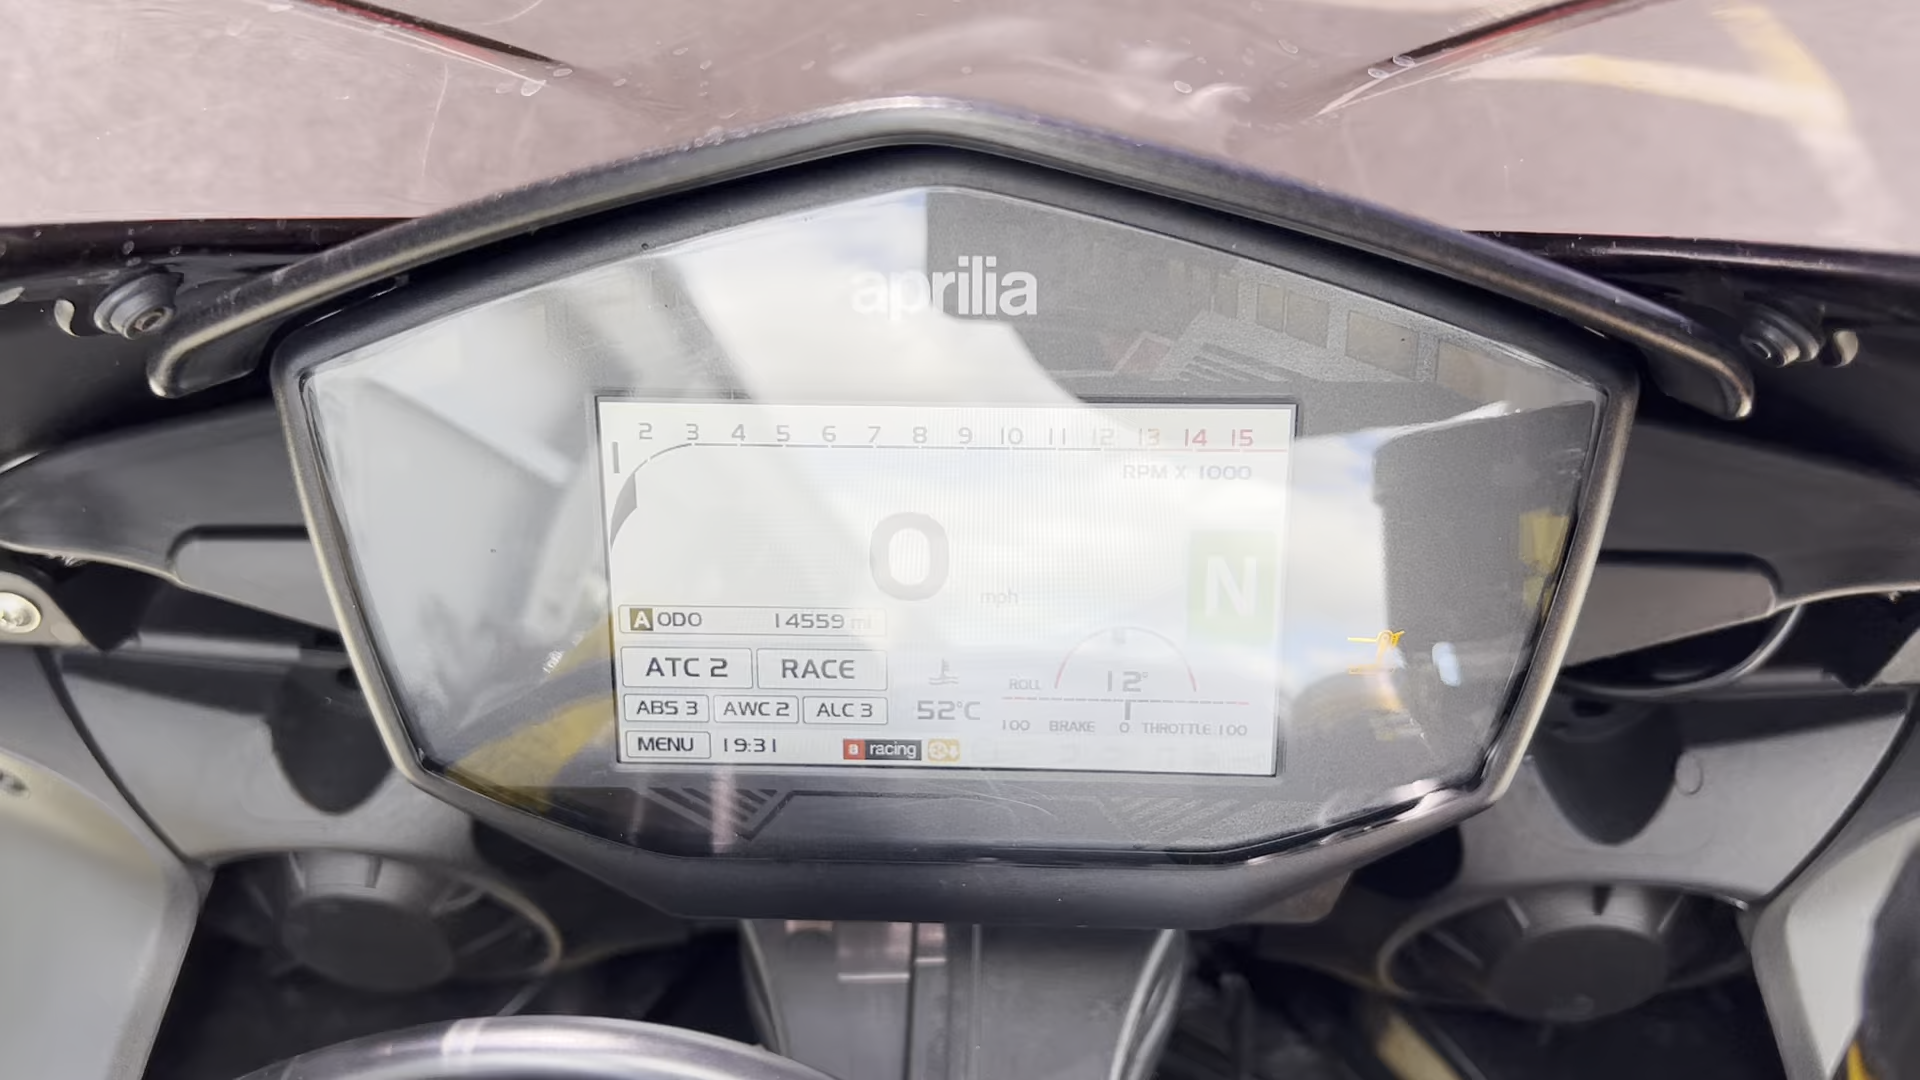 aprilia
1 2 3 4 5 6 7 8 9 10 11 12 13 14 15
RPM X 1000
0
mph
N
A ODO 14559 mi
ATC 2 RACE
ABS 3 AWC 2 ALC 3
52°C
ROLL 12°
100 BRAKE 0 THROTTLE 100
MENU 19:31 a racing